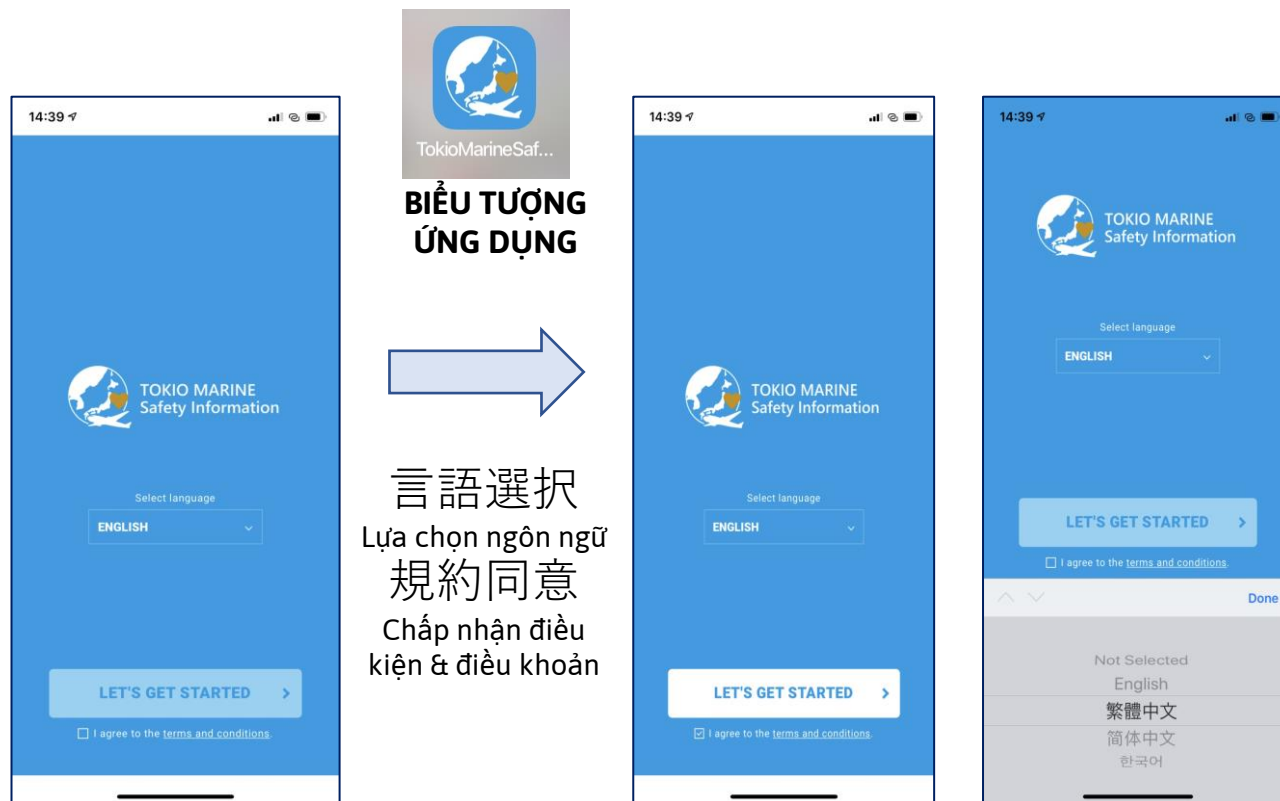 14:39
TOKIO MARINE
Safety Information
Select language
ENGLISH
LET'S GET STARTED
I agree to the terms and conditions.
TokioMarineSaf...
BIỂU TƯỢNG
ỨNG DỤNG
言語選択
Lựa chọn ngôn ngữ
規約同意
Chấp nhận điều
kiện & điều khoản
14:39
TOKIO MARINE
Safety Information
Select language
ENGLISH
LET'S GET STARTED
I agree to the terms and conditions.
14:39
TOKIO MARINE
Safety Information
Select language
ENGLISH
LET'S GET STARTED
I agree to the terms and conditions.
Done
Not Selected
English
繁體中文
简体中文
한국어